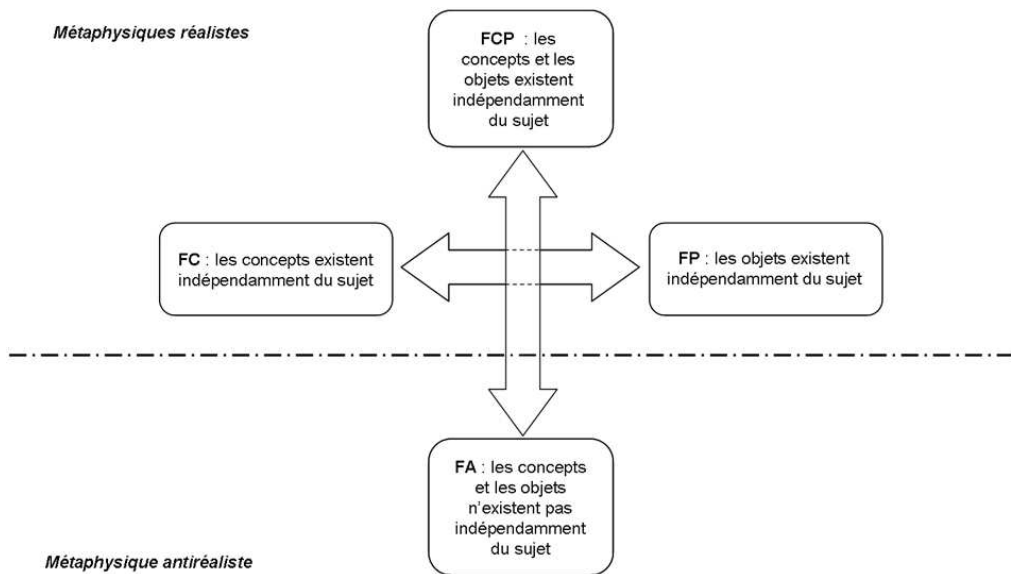 Métaphysiques réalistes
FCP : les
concepts et les
objets existent
indépendamment
du sujet
FC : les concepts existent
indépendamment du sujet
FP : les objets existent
indépendamment du sujet
FA : les concepts
et les objets
n'existent pas
indépendamment
du sujet
Métaphysique antiréaliste